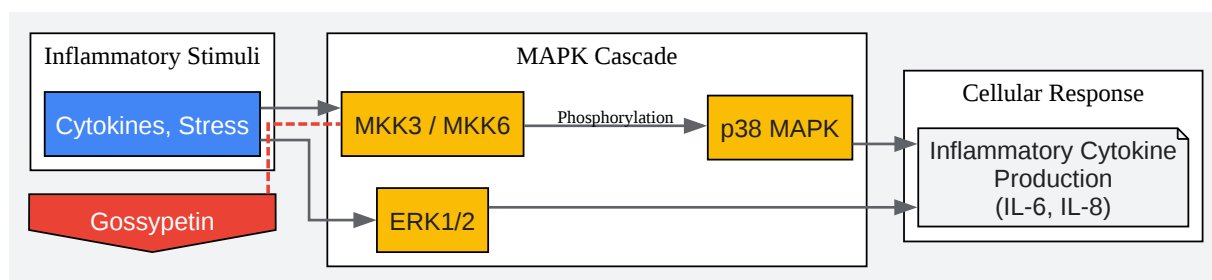 Inflammatory Stimuli
Cytokines, Stress
Gossypetin
MAPK Cascade
MKK3 / MKK6
Phosphorylation
p38 MAPK
ERK1/2
Cellular Response
Inflammatory Cytokine
Production
(IL-6, IL-8)